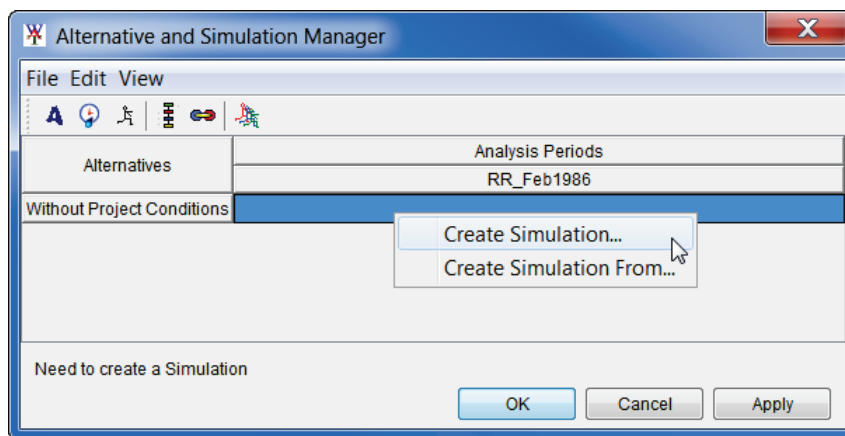 Alternative and Simulation Manager
File Edit View
Alternatives
Analysis Periods
RR_Feb1986
Without Project Conditions
Create Simulation...
Create Simulation From...
Need to create a Simulation
OK Cancel Apply